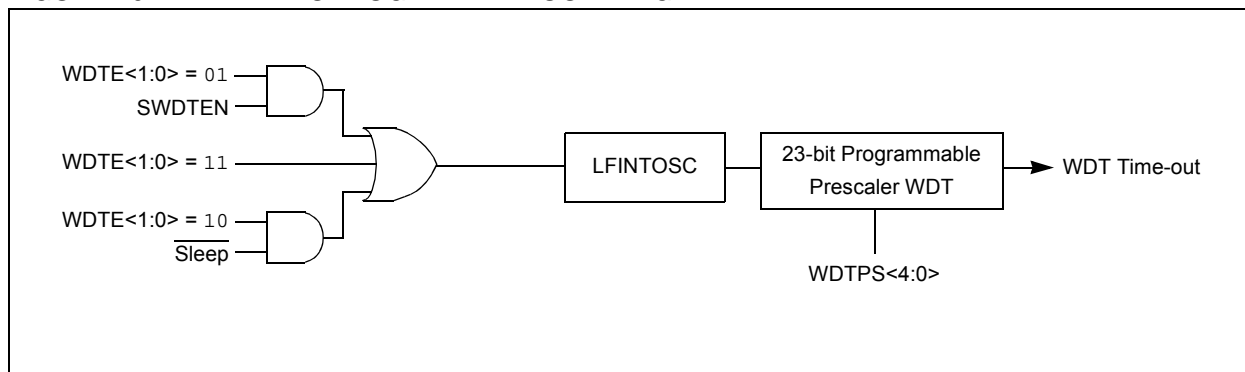 WDTE<1:0> = 01
SWDTEN
WDTE<1:0> = 11
WDTE<1:0> = 10
Sleep
LFINTOSC
23-bit Programmable
Prescaler WDT
WDT Time-out
WDTPS<4:0>